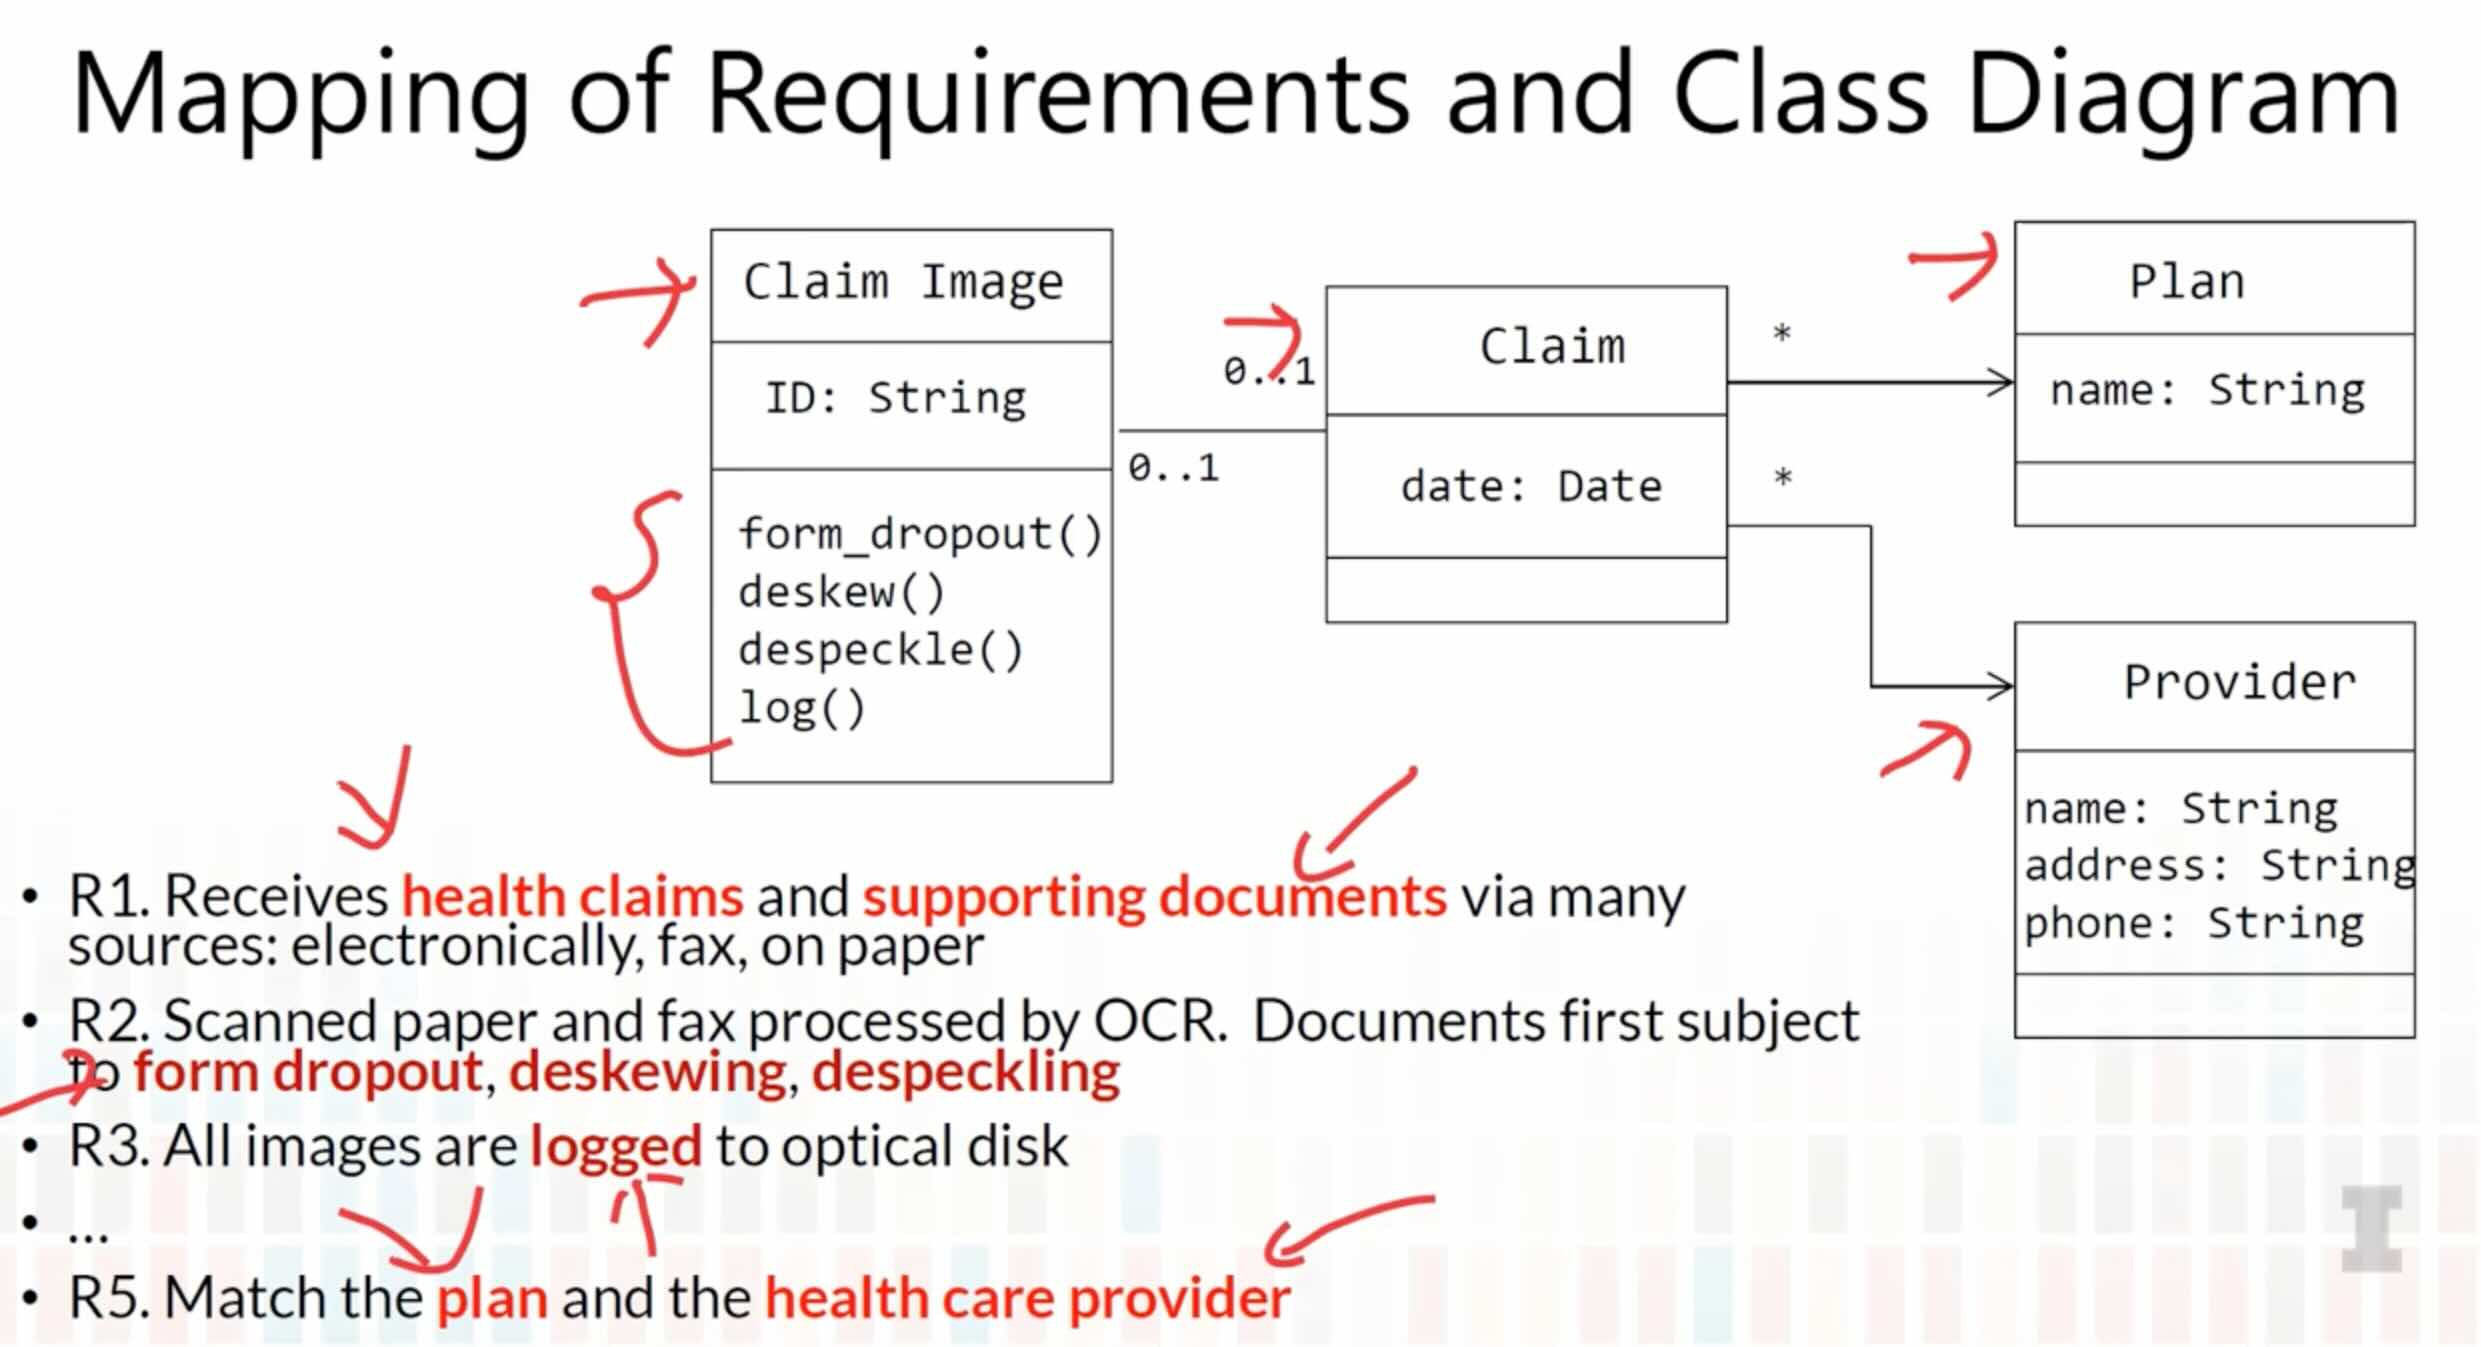 Mapping of Requirements and Class Diagram
Claim Image
ID: String
form_dropout()
deskew()
despeckle()
log()
0..1
0..1
Claim
date: Date
*
*
Plan
name: String
Provider
name: String
address: String
phone: String
• R1. Receives health claims and supporting documents via many
sources: electronically, fax, on paper
• R2. Scanned paper and fax processed by OCR.  Documents first subject
to form dropout, deskewing, despeckling
• R3. All images are logged to optical disk
• ...
• R5. Match the plan and the health care provider
I